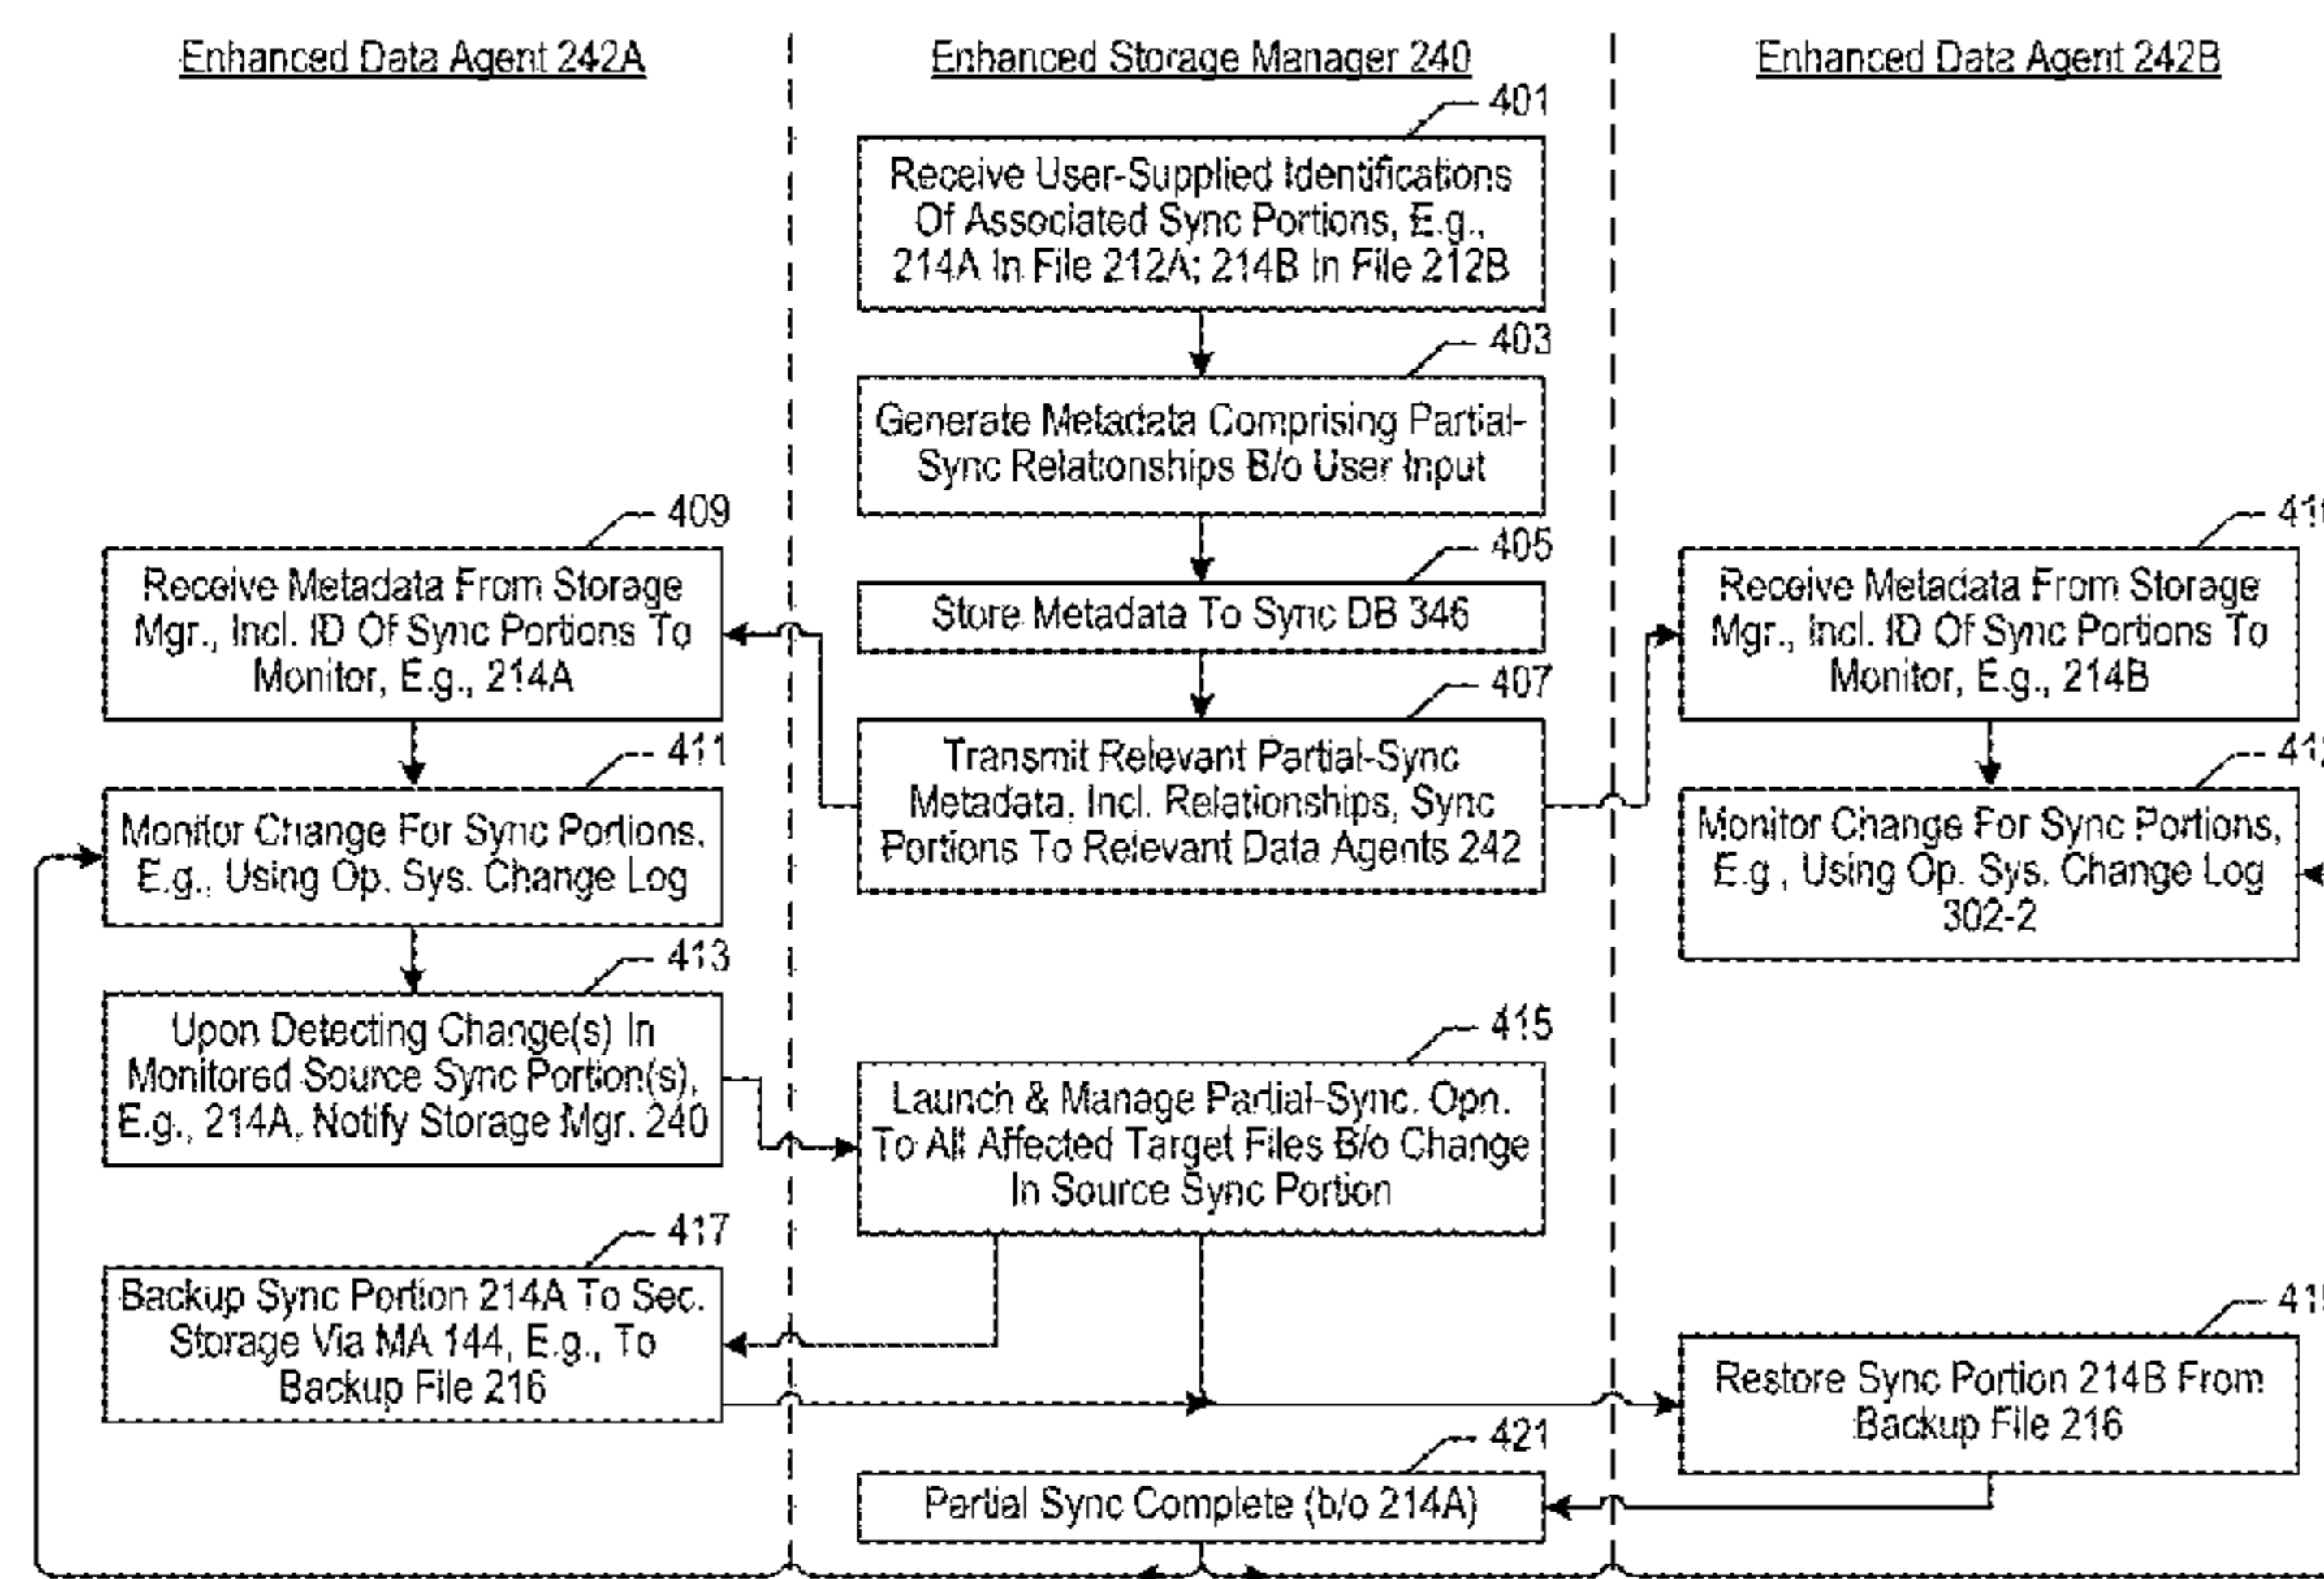 Enhanced Data Agent 242A
Enhanced Storage Manager 240
Enhanced Data Agent 242B
401
Receive User-Supplied Identifications
Of Associated Sync Portions, E.g.,
214A In File 212A; 214B In File 212B
403
Generate Metadata Comprising Partial-
Sync Relationships B/o User Input
405
Store Metadata To Sync DB 346
407
Transmit Relevant Partial-Sync
Metadata, Incl. Relationships, Sync
Portions To Relevant Data Agents 242
409
Receive Metadata From Storage
Mgr., Incl. ID Of Sync Portions To
Monitor, E.g., 214A
Receive Metadata From Storage
Mgr., Incl. ID Of Sync Portions To
Monitor, E.g., 214B
411
Monitor Change For Sync Portions,
E.g., Using Op. Sys. Change Log
Monitor Change For Sync Portions,
E.g., Using Op. Sys. Change Log
302-2
413
Upon Detecting Change(s) In
Monitored Source Sync Portion(s),
E.g., 214A, Notify Storage Mgr. 240
415
Launch & Manage Partial-Sync. Opn.
To All Affected Target Files B/o Change
In Source Sync Portion
417
Backup Sync Portion 214A To Sec.
Storage Via MA 144, E.g., To
Backup File 216
Restore Sync Portion 214B From
Backup File 216
421
Partial Sync Complete (b/o 214A)